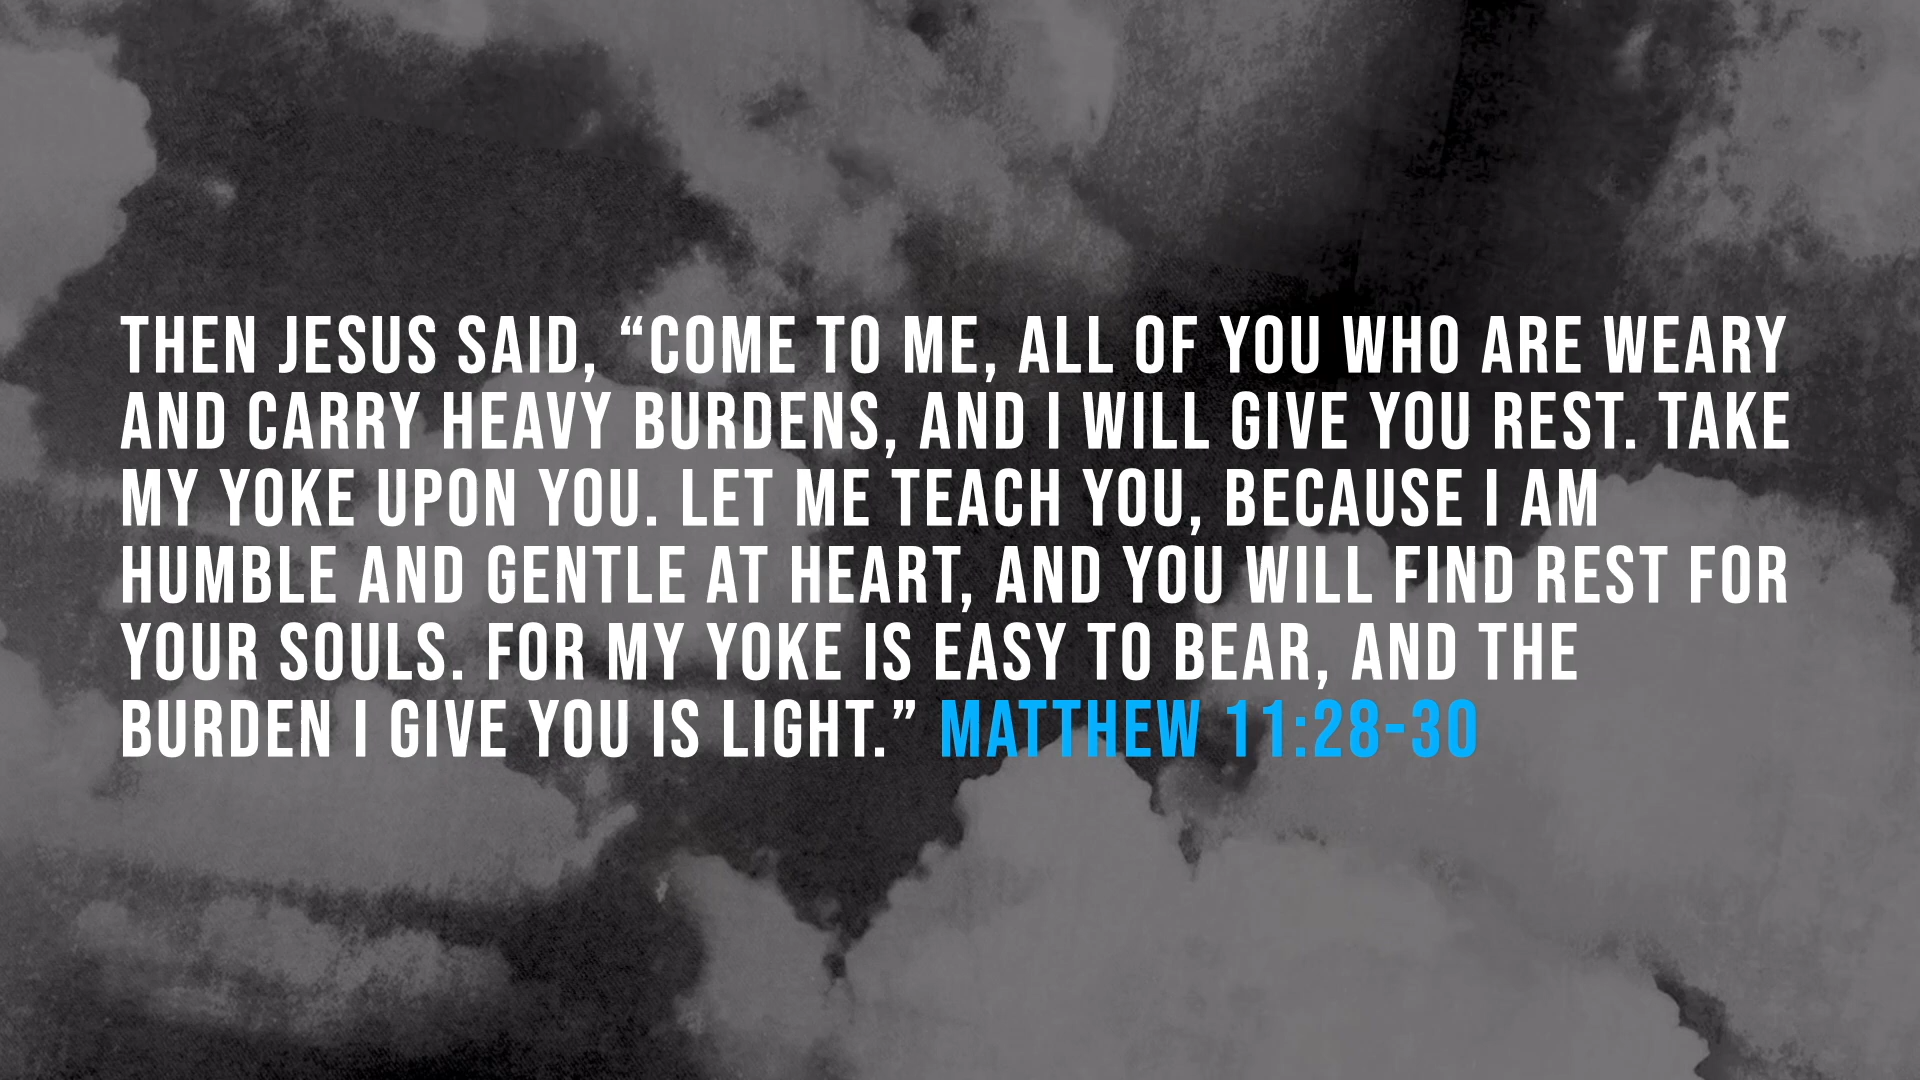 THEN JESUS SAID, “COME TO ME, ALL OF YOU WHO ARE WEARY
AND CARRY HEAVY BURDENS, AND I WILL GIVE YOU REST. TAKE
MY YOKE UPON YOU. LET ME TEACH YOU, BECAUSE I AM
HUMBLE AND GENTLE AT HEART, AND YOU WILL FIND REST FOR
YOUR SOULS. FOR MY YOKE IS EASY TO BEAR, AND THE
BURDEN I GIVE YOU IS LIGHT.” MATTHEW 11:28-30